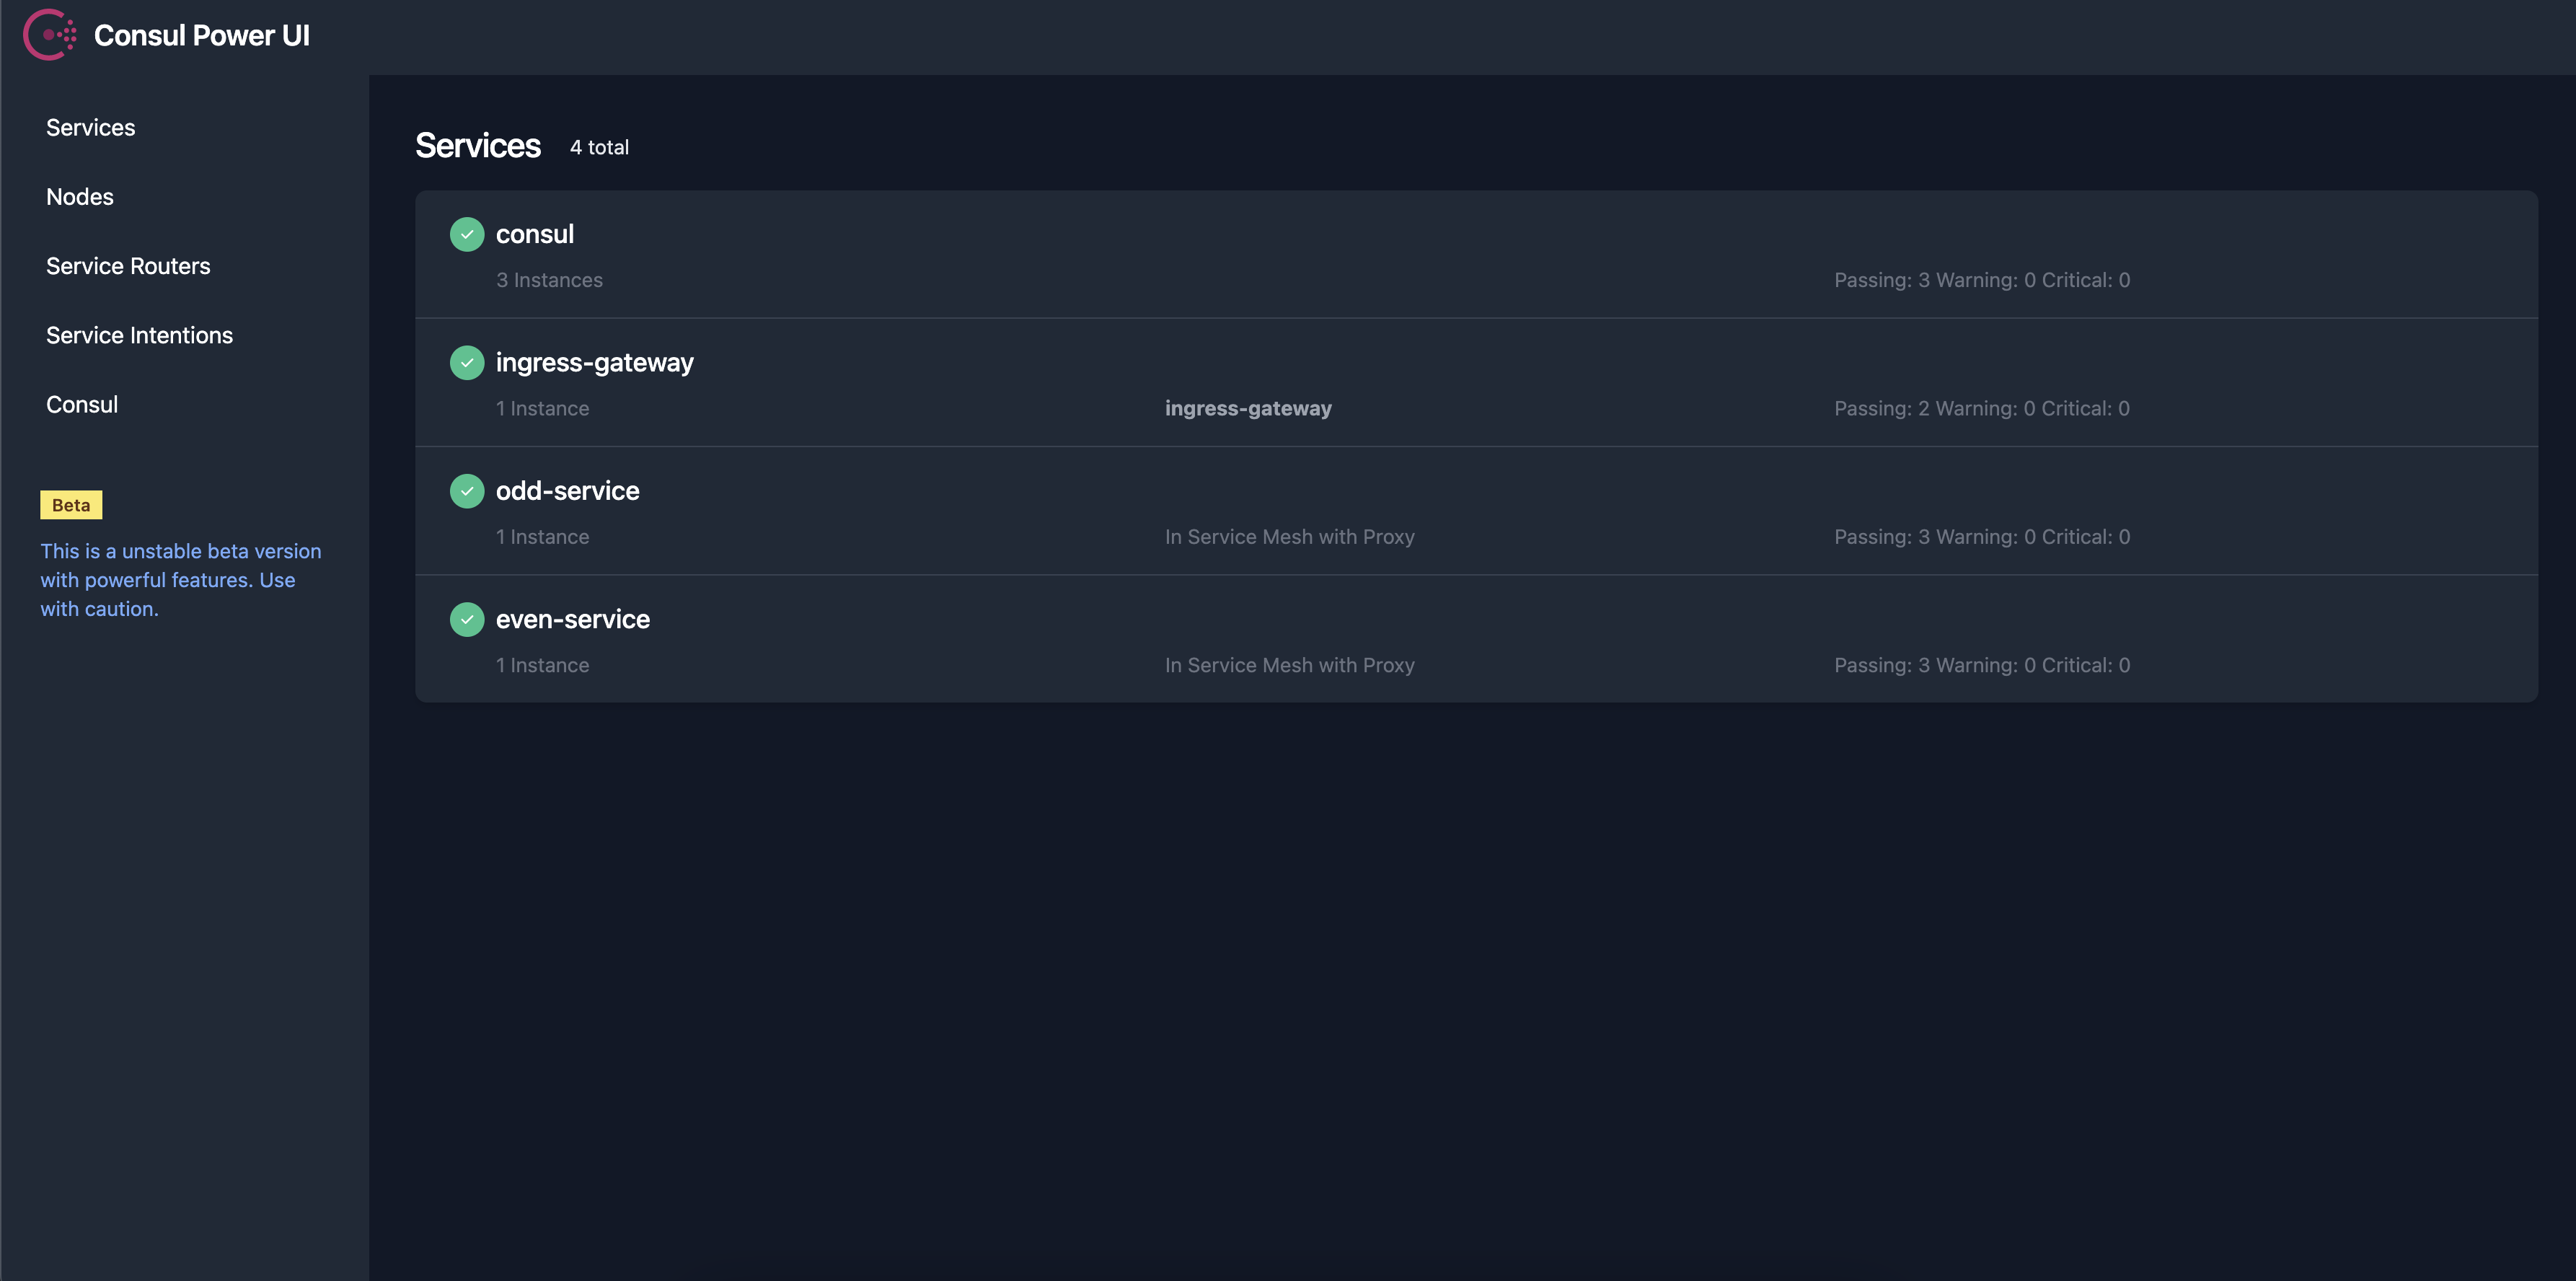 Consul Power UI
Services
Nodes
Service Routers
Service Intentions
Consul
Beta
This is a unstable beta version
with powerful features. Use
with caution.
Services 4 total
consul
3 Instances Passing: 3 Warning: 0 Critical: 0
ingress-gateway
1 Instance ingress-gateway Passing: 2 Warning: 0 Critical: 0
odd-service
1 Instance In Service Mesh with Proxy Passing: 3 Warning: 0 Critical: 0
even-service
1 Instance In Service Mesh with Proxy Passing: 3 Warning: 0 Critical: 0